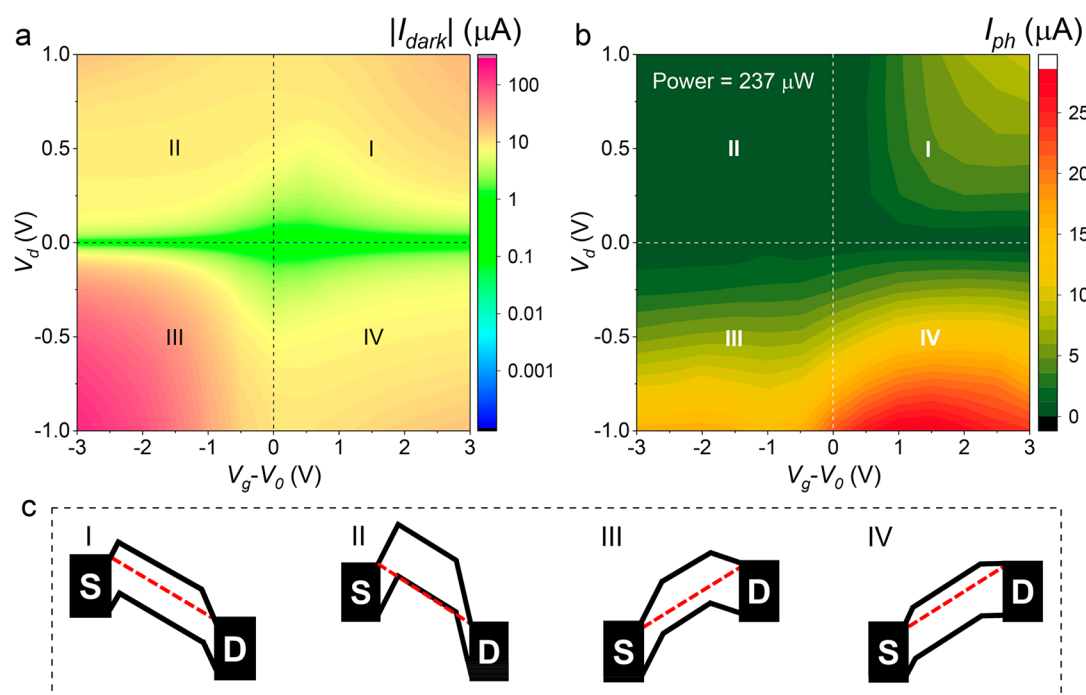 a
|I_dark| (μA)
1.0
0.5
0.0
-0.5
-1.0
V_d (V)
II
I
III
IV
-3
-2
-1
0
1
2
3
V_g-V_0 (V)
100
10
1
0.1
0.01
0.001
b
I_ph (μA)
Power = 237 μW
1.0
0.5
0.0
-0.5
-1.0
V_d (V)
II
I
III
IV
-3
-2
-1
0
1
2
3
V_g-V_0 (V)
25
20
15
10
5
0
c
I
S
D
II
S
D
III
S
D
IV
S
D